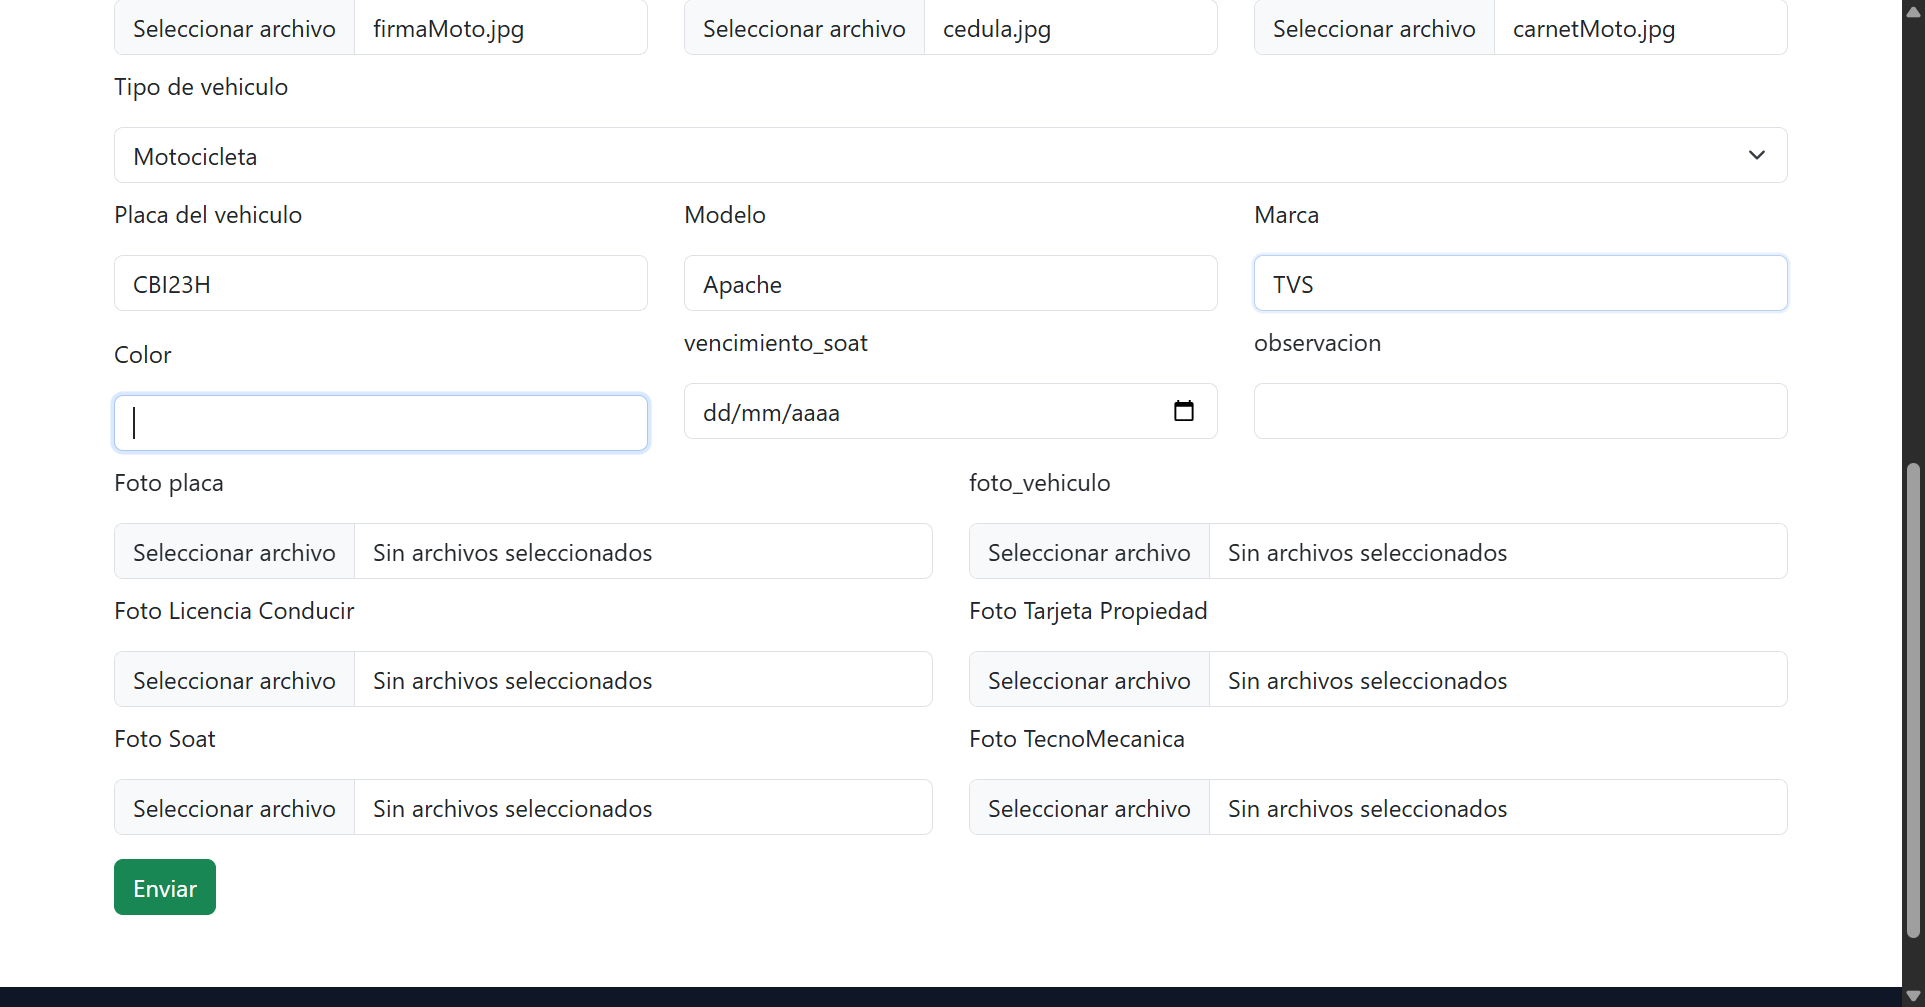 Seleccionar archivo firmaMoto.jpg Seleccionar archivo cedula.jpg Seleccionar archivo carnetMoto.jpg
Tipo de vehiculo
Motocicleta
Placa del vehiculo Modelo Marca
CBI23H Apache TVS
Color vencimiento_soat observacion
dd/mm/aaaa
Foto placa foto_vehiculo
Seleccionar archivo Sin archivos seleccionados Seleccionar archivo Sin archivos seleccionados
Foto Licencia Conducir Foto Tarjeta Propiedad
Seleccionar archivo Sin archivos seleccionados Seleccionar archivo Sin archivos seleccionados
Foto Soat Foto TecnoMecanica
Seleccionar archivo Sin archivos seleccionados Seleccionar archivo Sin archivos seleccionados
Enviar